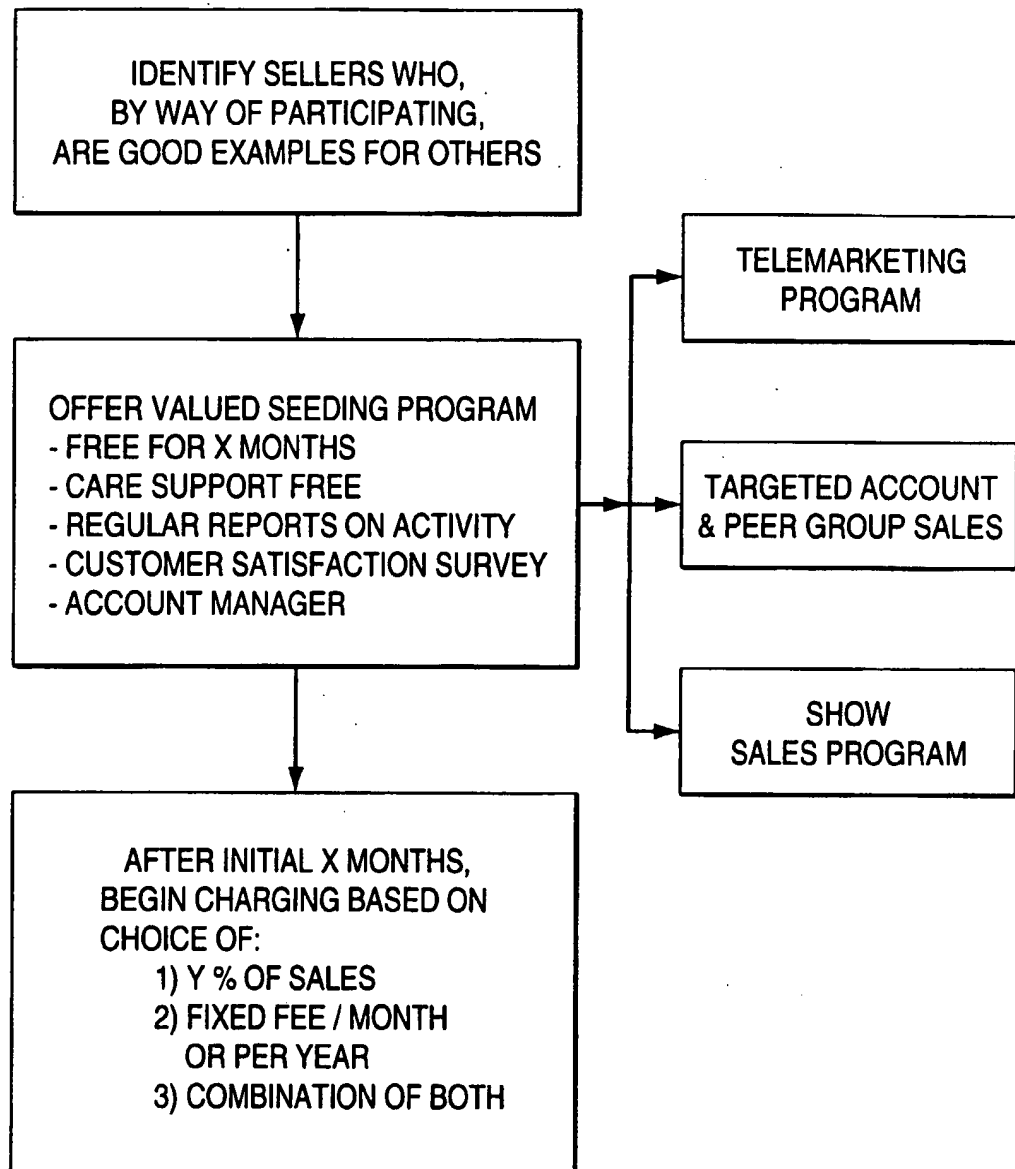 IDENTIFY SELLERS WHO,
BY WAY OF PARTICIPATING,
ARE GOOD EXAMPLES FOR OTHERS
OFFER VALUED SEEDING PROGRAM
- FREE FOR X MONTHS
- CARE SUPPORT FREE
- REGULAR REPORTS ON ACTIVITY
- CUSTOMER SATISFACTION SURVEY
- ACCOUNT MANAGER
TELEMARKETING
PROGRAM
TARGETED ACCOUNT
& PEER GROUP SALES
SHOW
SALES PROGRAM
AFTER INITIAL X MONTHS,
BEGIN CHARGING BASED ON
CHOICE OF:
1) Y % OF SALES
2) FIXED FEE / MONTH
OR PER YEAR
3) COMBINATION OF BOTH